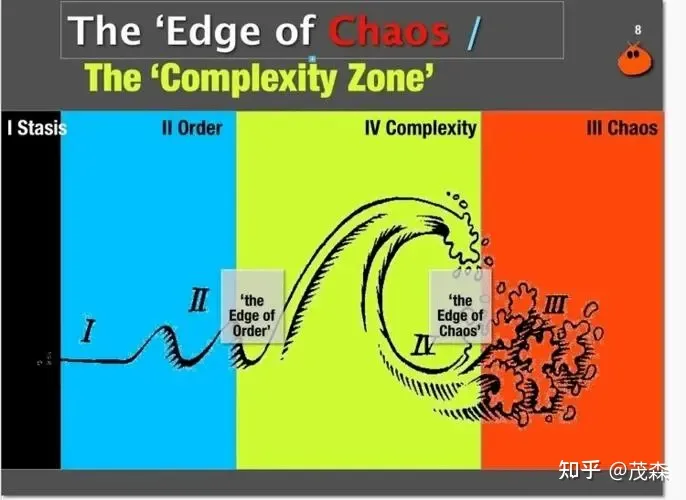 The 'Edge of Chaos /
8
The 'Complexity Zone'
I Stasis
II Order
IV Complexity
III Chaos
I
II
'the
Edge of
Order'
'the
Edge of
Chaos'
IV
III
知乎 @茂森